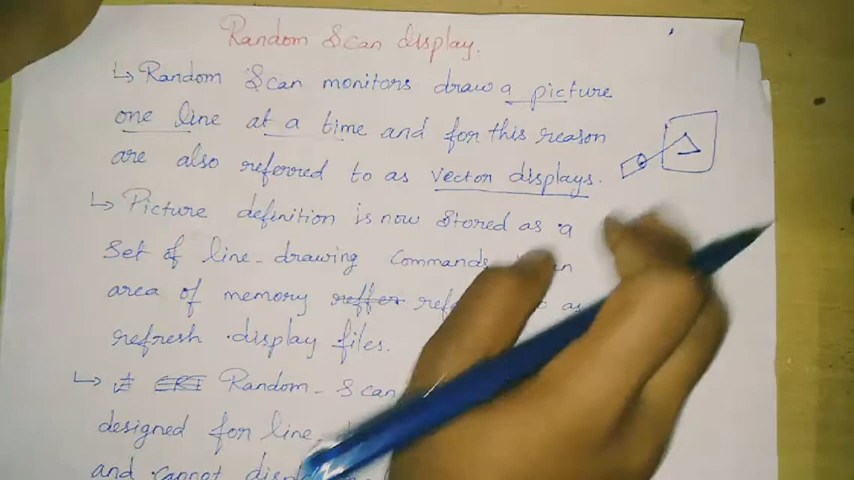 Random Scan display.
↳ Random Scan monitors draw a picture
one line at a time and for this reason
are also referred to as vector displays.
↳ Picture definition is now stored as a
set of line-drawing commands
area of memory as
refresh display files.
↳ Random-Scan
designed for line
and cannot